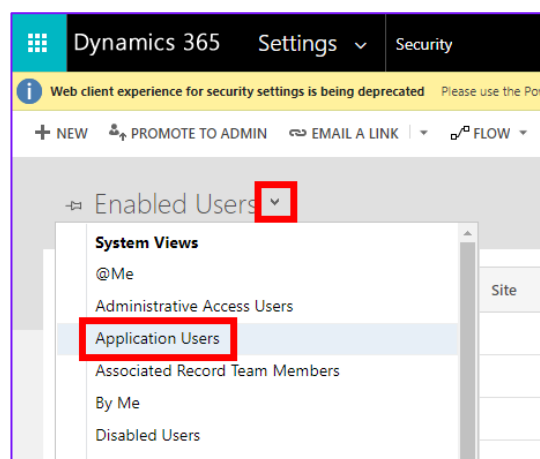 Dynamics 365 Settings Security
Web client experience for security settings is being deprecated Please use the
NEW PROMOTE TO ADMIN EMAIL A LINK FLOW
Enabled Users
System Views
@Me
Site
Administrative Access Users
Application Users
Associated Record Team Members
By Me
Disabled Users